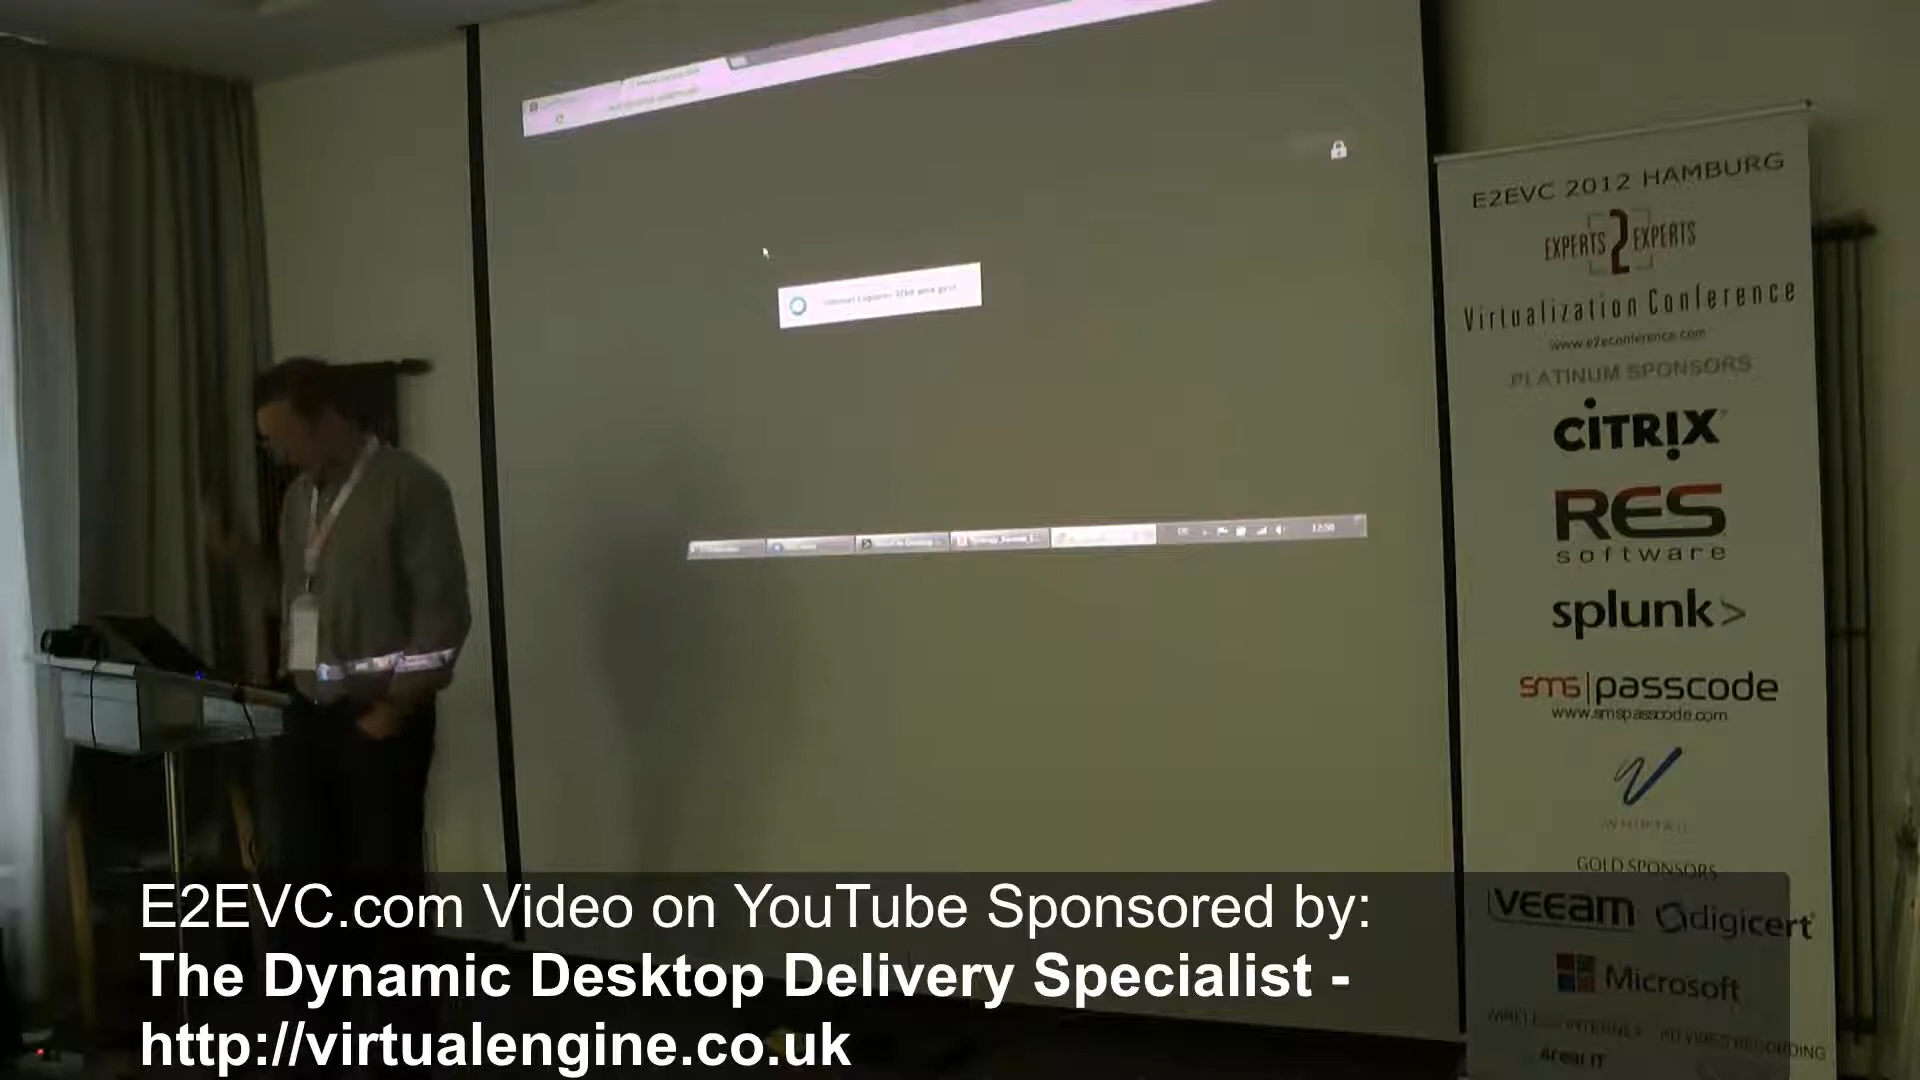 12:50
E2EVC 2012 HAMBURG
EXPERTS 2 EXPERTS
Virtualization Conference
www.e2econference.com
PLATINUM SPONSORS
CITRIX
RES
software
splunk>
sms|passcode
www.smspasscode.com
WHIPTAIL
GOLD SPONSORS
veeam digicert
Microsoft
E2EVC.com Video on YouTube Sponsored by:
The Dynamic Desktop Delivery Specialist -
http://virtualengine.co.uk